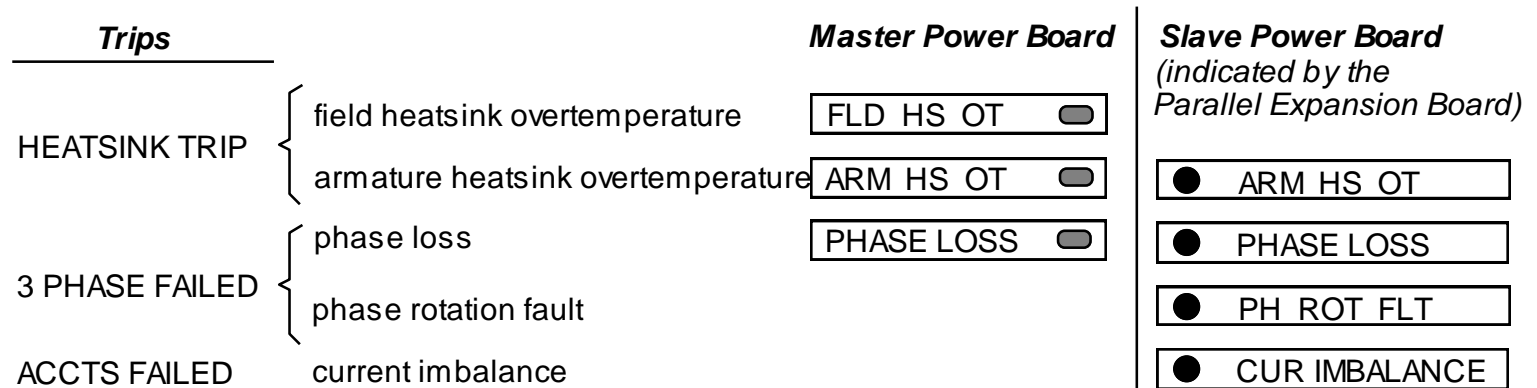 Trips
Master Power Board
Slave Power Board
(indicated by the
Parallel Expansion Board)
HEATSINK TRIP
field heatsink overtemperature
FLD HS OT
armature heatsink overtemperature
ARM HS OT
ARM HS OT
3 PHASE FAILED
phase loss
PHASE LOSS
PHASE LOSS
phase rotation fault
PH ROT FLT
ACCTS FAILED
current imbalance
CUR IMBALANCE